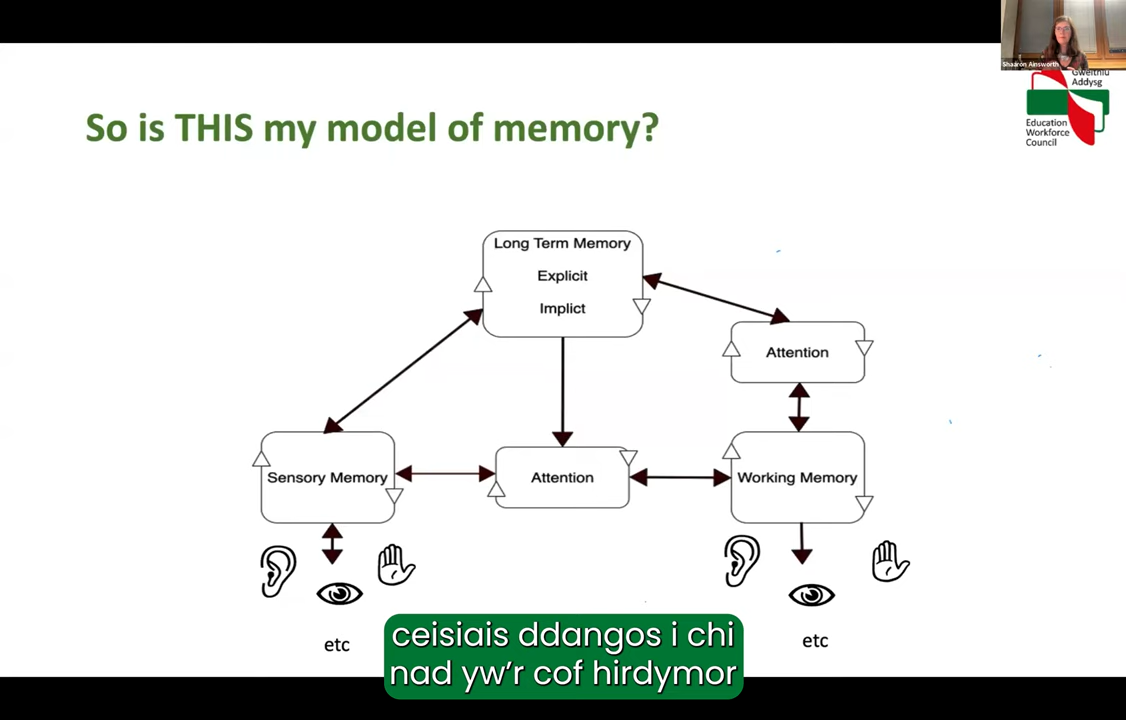 Shaaron Ainsworth
Gweithlu
Addysg
Education
Workforce
Council
So is THIS my model of memory?
Long Term Memory
Explicit
Implict
Attention
Sensory Memory
Attention
Working Memory
etc
etc
ceisiais ddangos i chi
nad yw’r cof hirdymor